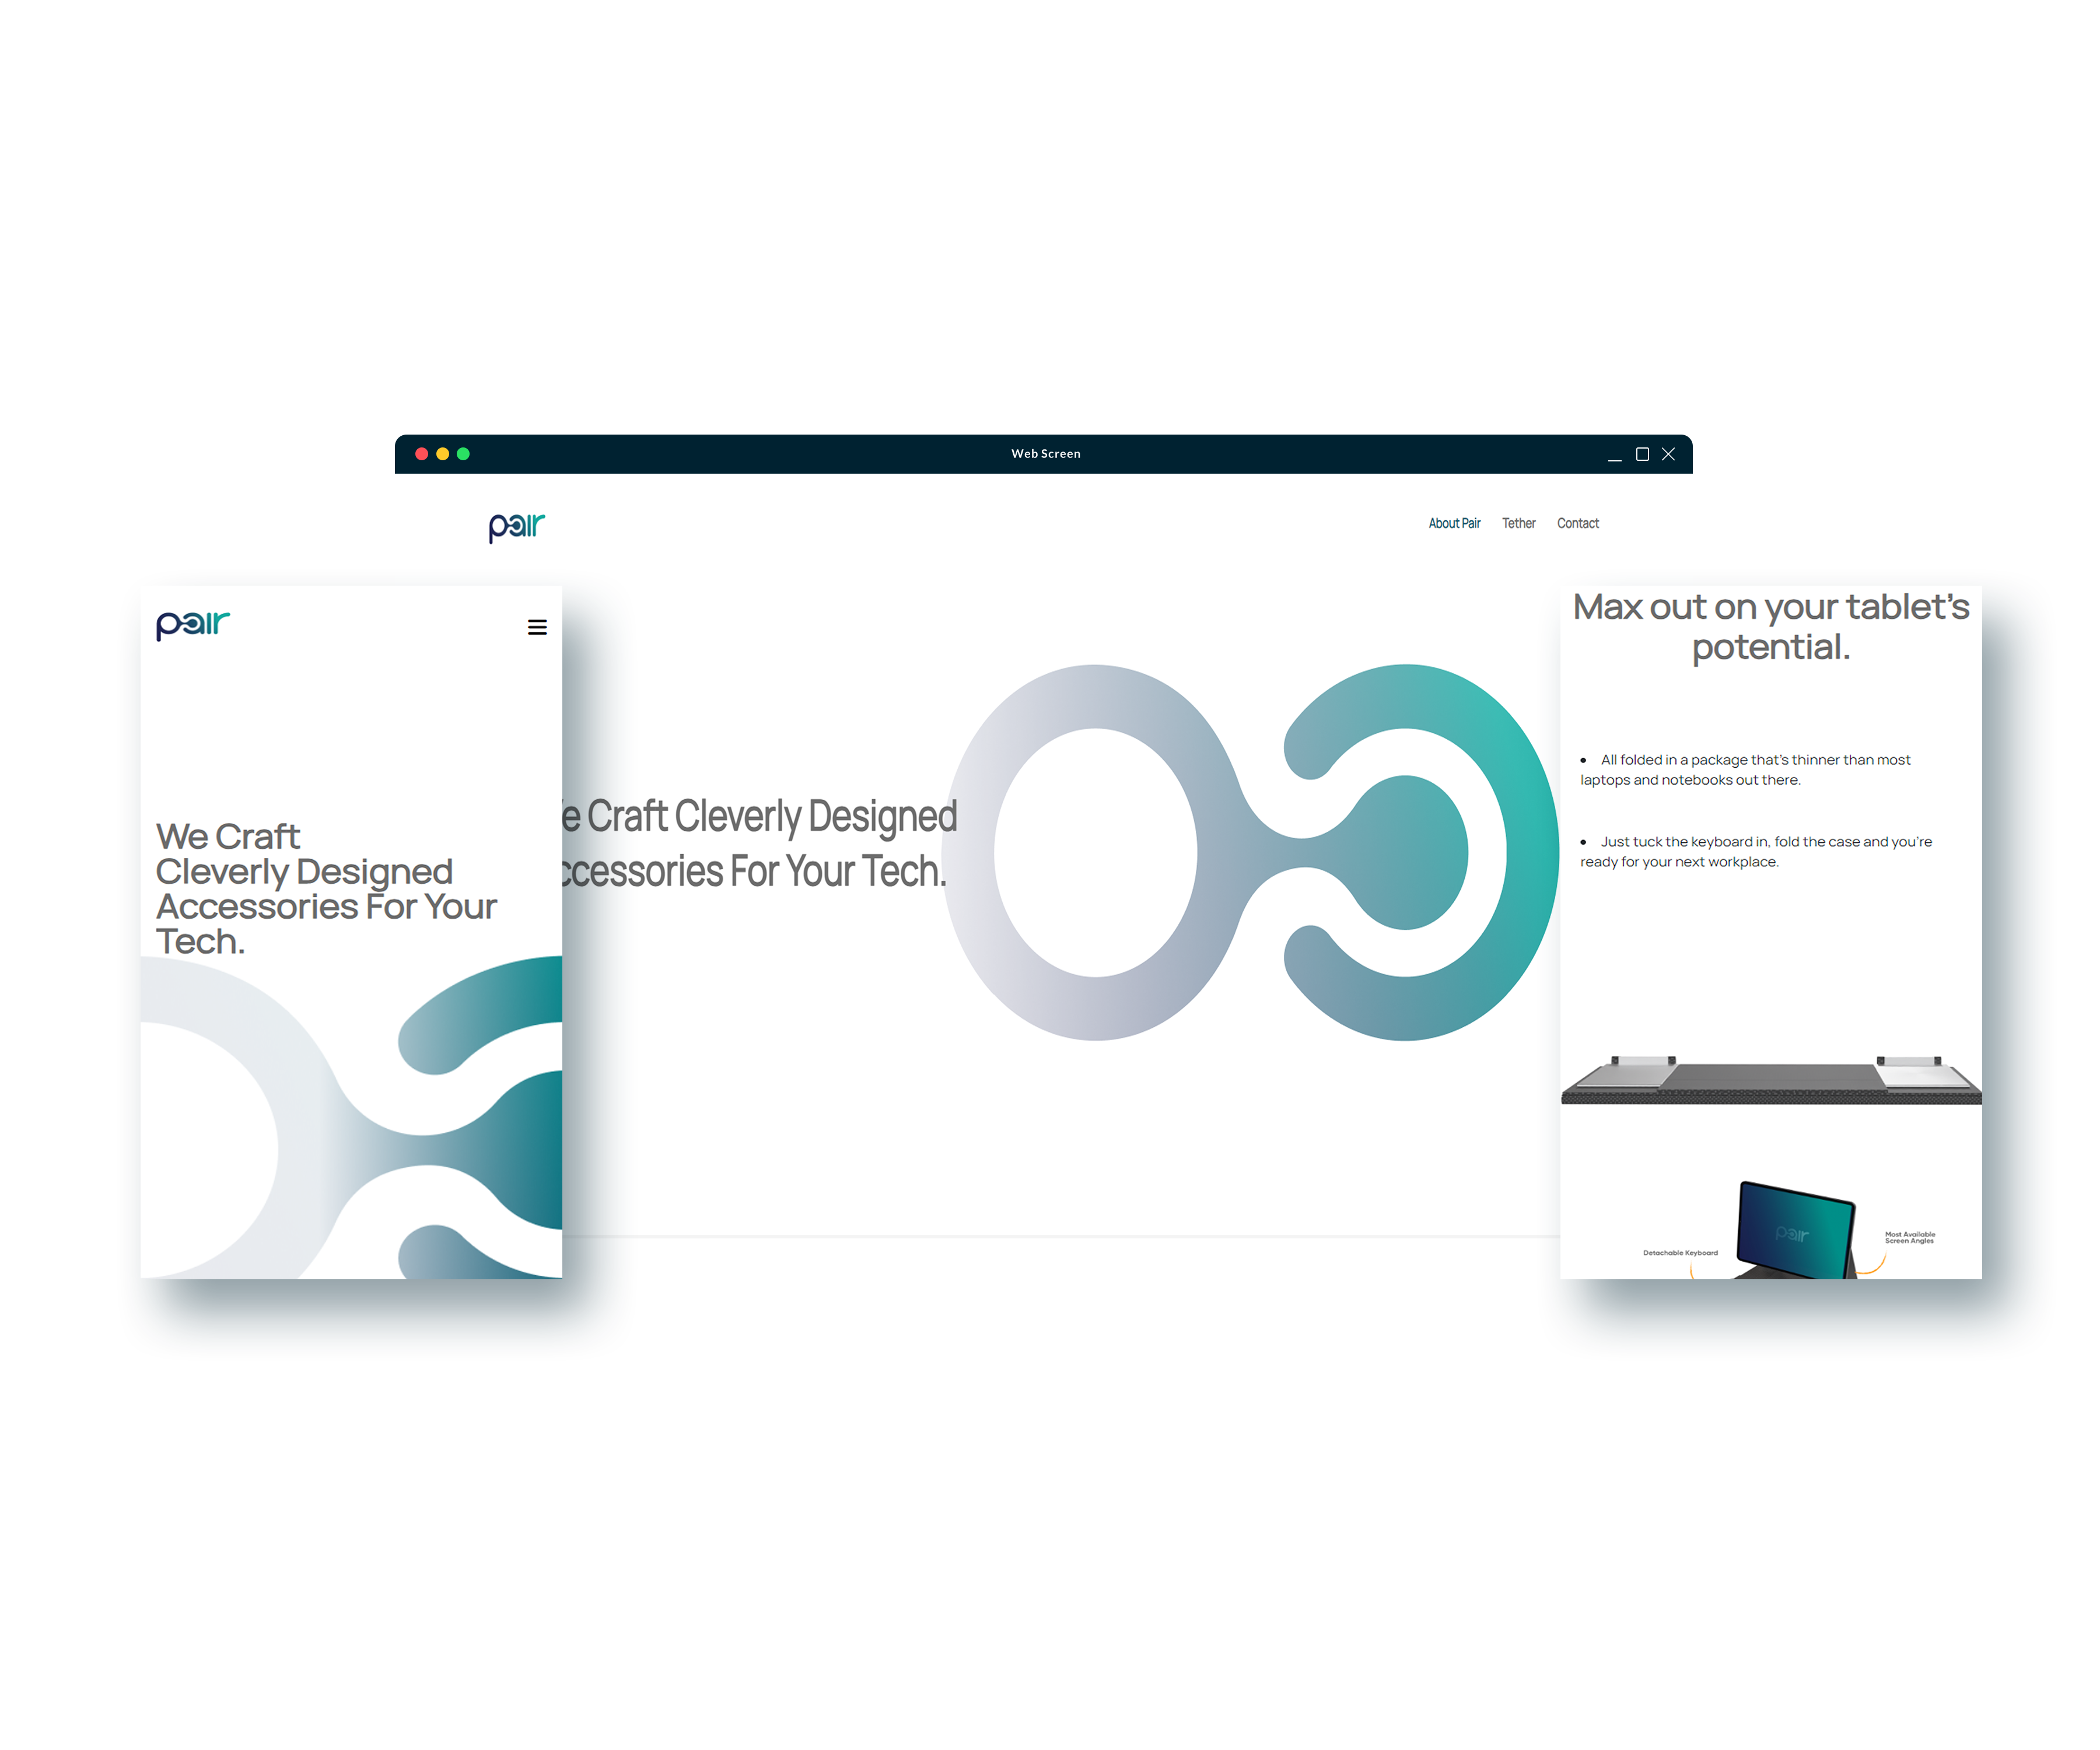 Web Screen
pair
About Pair Tether Contact
pair
We Craft
Cleverly Designed
Accessories For Your
Tech.
e Craft Cleverly Designed
ccessories For Your Tech.
Max out on your tablet's
potential.
• All folded in a package that's thinner than most
laptops and notebooks out there.
• Just tuck the keyboard in, fold the case and you're
ready for your next workplace.
pair
Detachable Keyboard
Most Available
Screen Angles